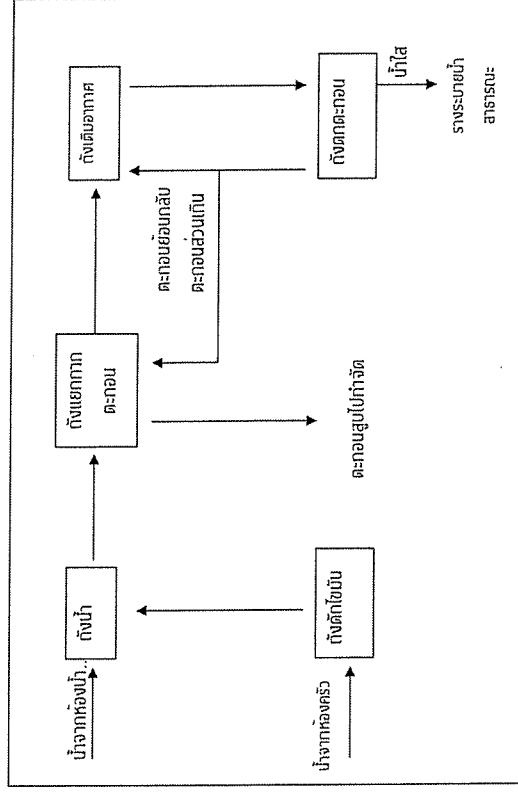 น้ำจากห้องน้ำ..
ถังน้ำ
ถังแยกกาก
ตะกอน
ถังเติมอากาศ
ตะกอนย้อนกลับ
ตะกอนส่วนเกิน
น้ำจากห้องครัว
ถังดักไขมัน
ตะกอนสูบไปกำจัด
ถังตกตะกอน
น้ำใส
รางระบายน้ำ
สาธารณะ